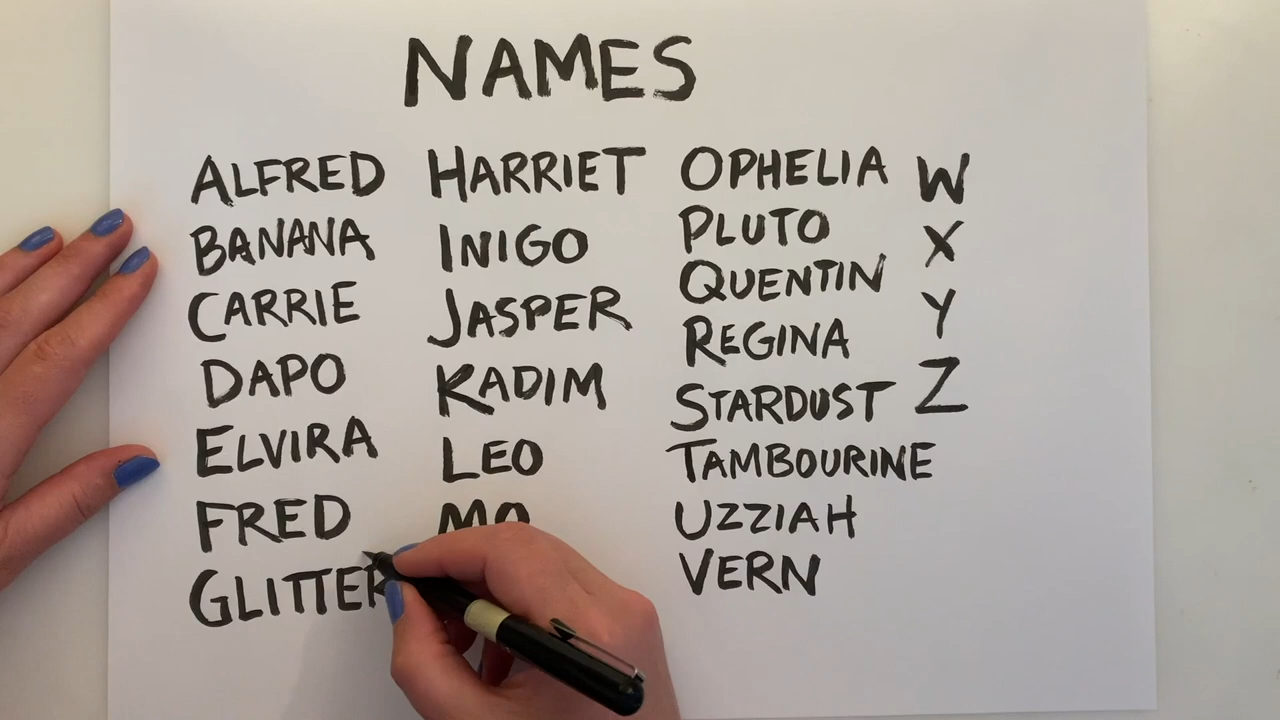 NAMES
ALFRED
BANANA
CARRIE
DAPO
ELVIRA
FRED
GLITTER
HARRIET
INIGO
JASPER
KADIM
LEO
MO
OPHELIA
PLUTO
QUENTIN
REGINA
STARDUST
TAMBOURINE
UZZIAH
VERN
W
X
Y
Z